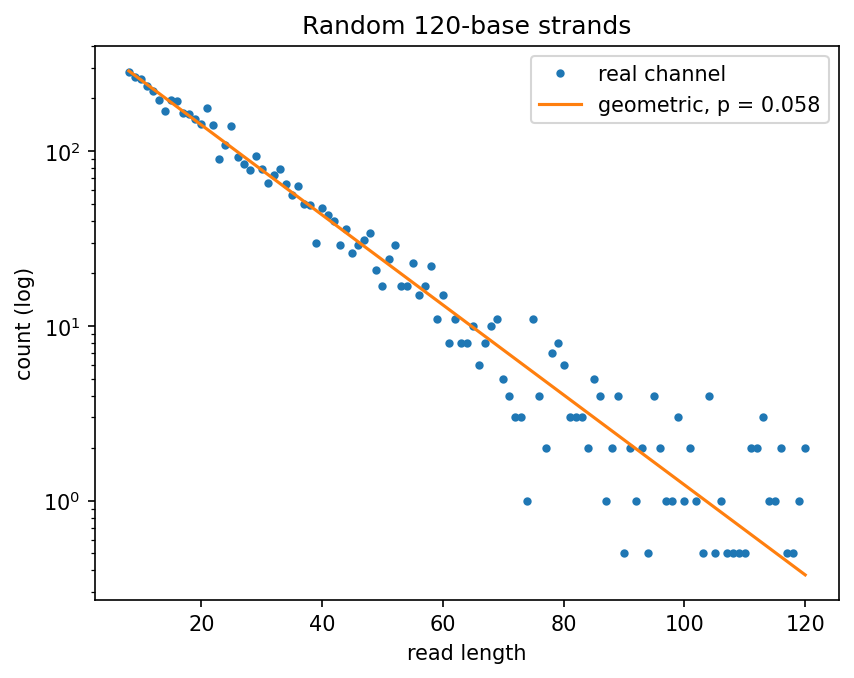 Random 120-base strands
real channel
geometric, p = 0.058
count (log)
10²
10¹
10⁰
20 40 60 80 100 120
read length